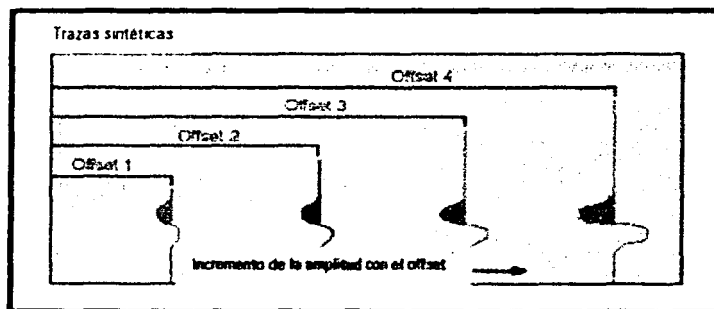 Trazas sintéticas
Offset 4
Offset 3
Offset 2
Offset 1
Incremento de la amplitud con el offset